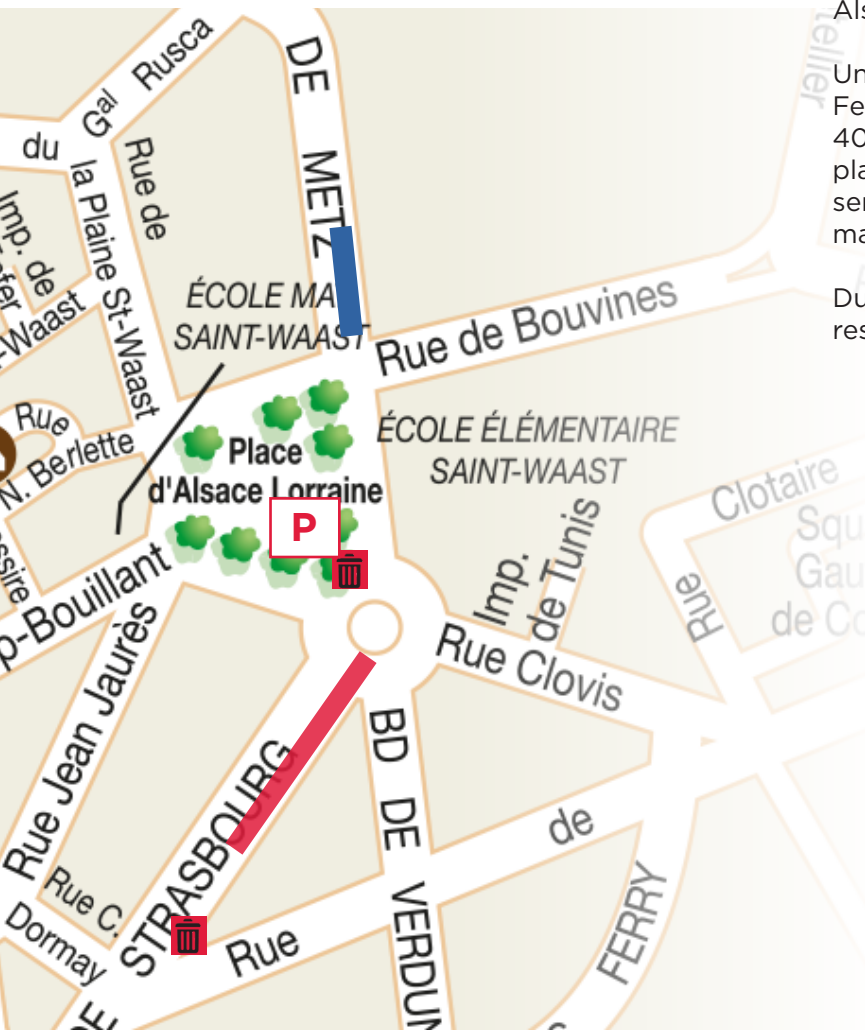 Als
Un
Fe
40
pla
ser
ma
Du
res
tellier
Gal Rusca
DE METZ
du
Rue de
la Plaine St-Waast
Imp. de
-Waast
ÉCOLE MA
SAINT-WAAST
Rue de Bouvines
Rue
N. Berlette
Place
d'Alsace Lorraine
ÉCOLE ÉLÉMENTAIRE
SAINT-WAAST
P
Clotaire
Rue
Squ
Gau
de Co
Imp.
de Tunis
p-Bouillant
Rue Jean Jaurès
Rue Clovis
STRASBOURG
BD DE VERDUN
Rue C.
Dormay
Rue de
FERRY